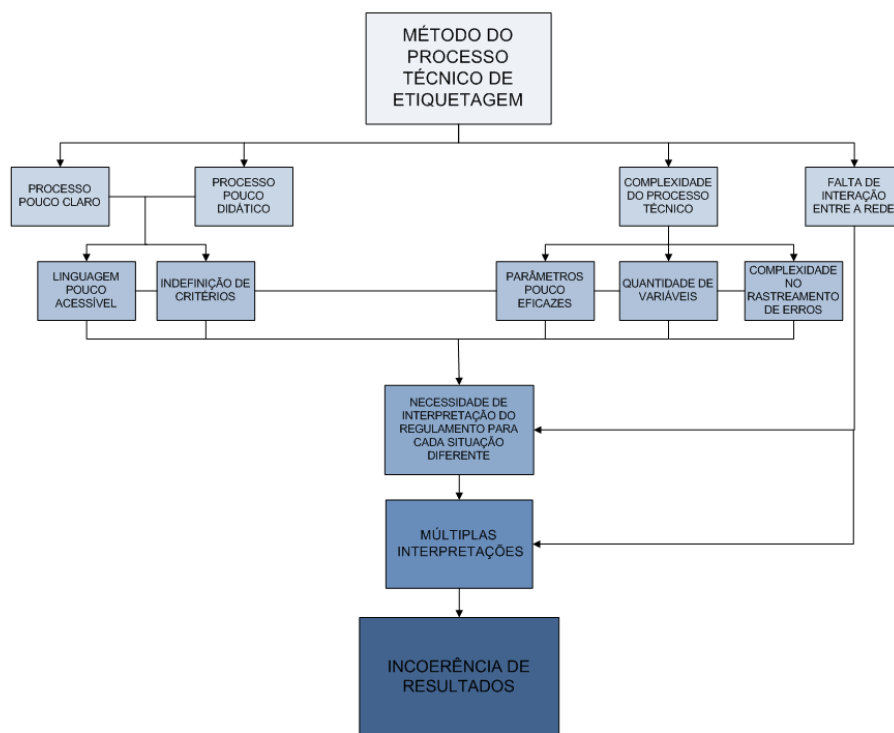 MÉTODO DO
PROCESSO
TÉCNICO DE
ETIQUETAGEM
PROCESSO
POUCO CLARO
PROCESSO
POUCO
DIDÁTICO
COMPLEXIDADE
DO PROCESSO
TÉCNICO
FALTA DE
INTERAÇÃO
ENTRE A REDE
LINGUAGEM
POUCO
ACESSÍVEL
INDEFINIÇÃO DE
CRITÉRIOS
PARÂMETROS
POUCO
EFICAZES
QUANTIDADE DE
VARIÁVEIS
COMPLEXIDADE
NO
RASTREAMENTO
DE ERROS
NECESSIDADE DE
INTERPRETAÇÃO DO
REGULAMENTO PARA
CADA SITUAÇÃO
DIFERENTE
MÚLTIPLAS
INTERPRETAÇÕES
INCOERÊNCIA DE
RESULTADOS